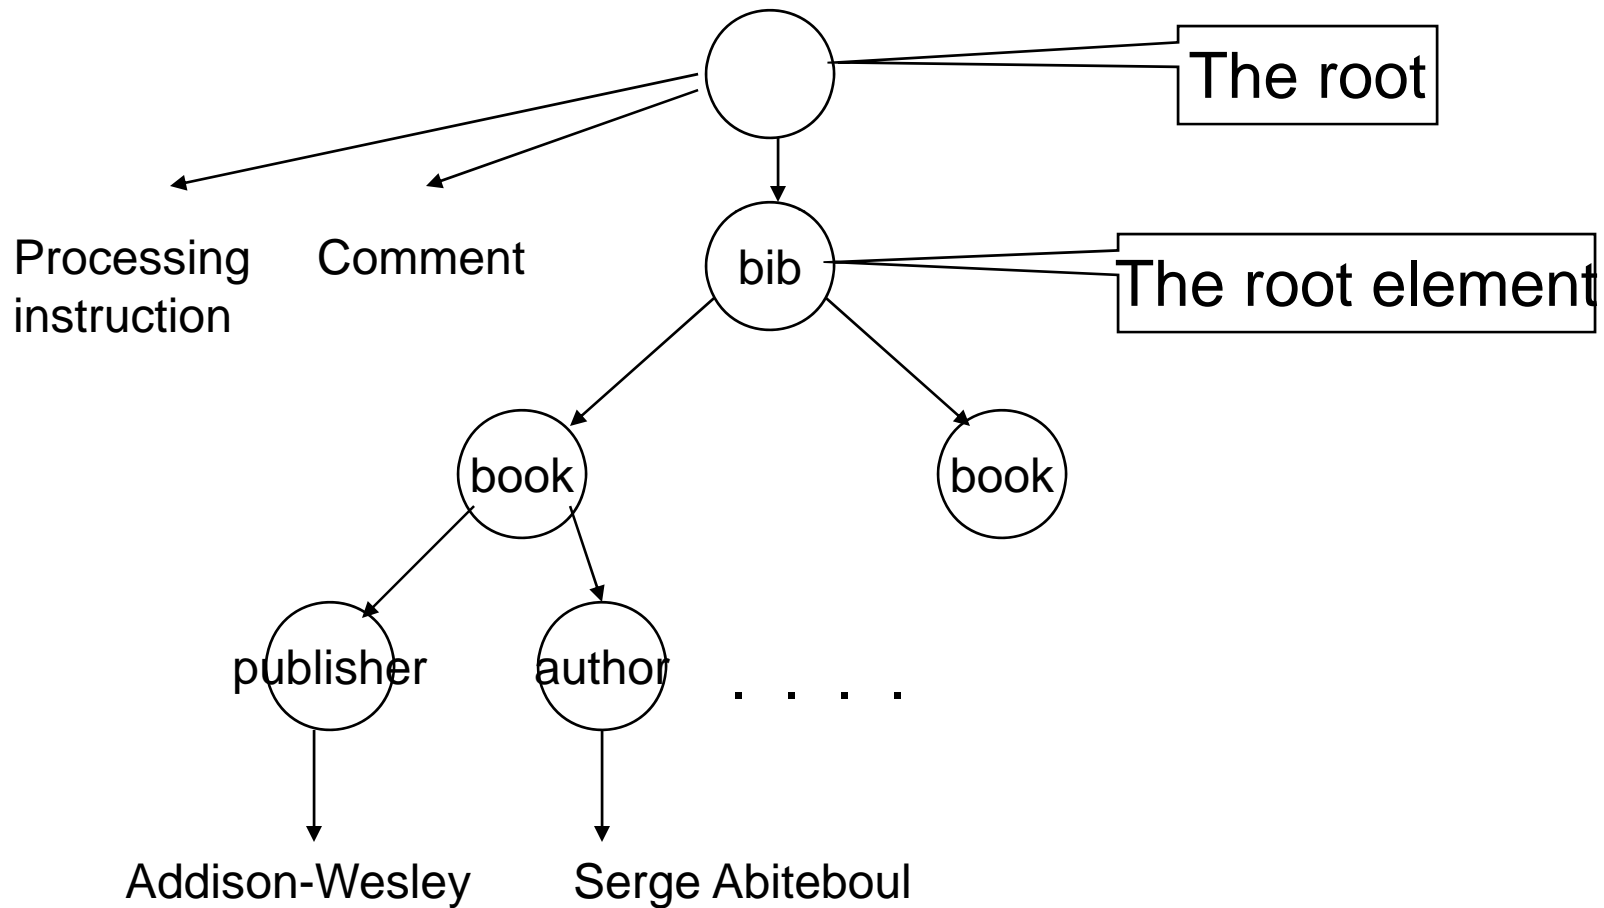 The root
Processing
instruction
Comment
bib
The root element
book
book
publisher
author
. . . .
Addison-Wesley
Serge Abiteboul